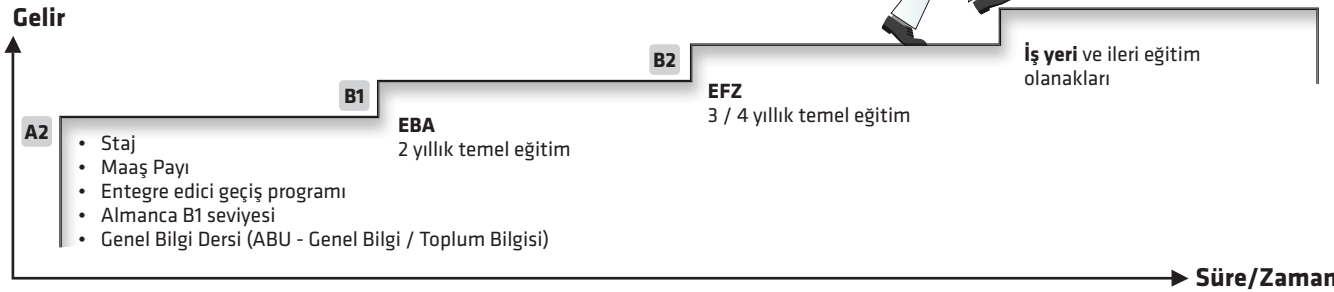 Gelir
A2
• Staj
• Maaş Payı
• Entegre edici geçiş programı
• Almanca B1 seviyesi
• Genel Bilgi Dersi (ABU - Genel Bilgi / Toplum Bilgisi)
B1
EBA
2 yıllık temel eğitim
B2
EFZ
3 / 4 yıllık temel eğitim
İş yeri ve ileri eğitim
olanakları
Süre/Zaman